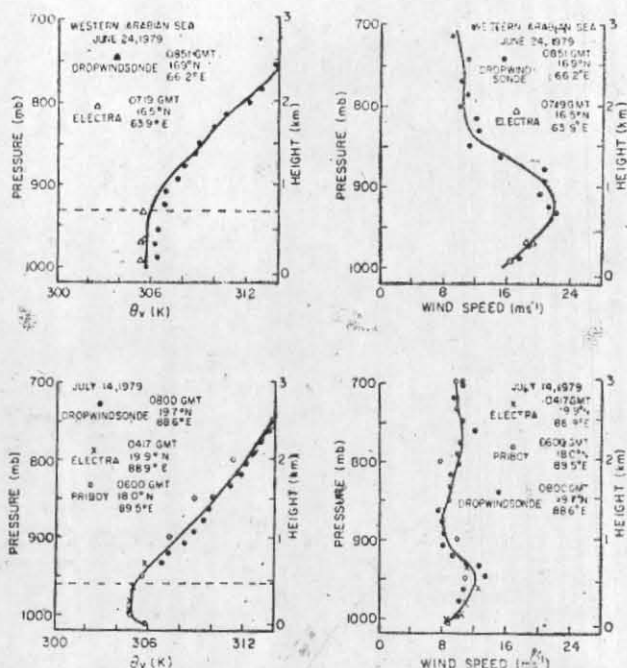 WESTERN ARABIAN SEA
JUNE 24, 1979
0851 GMT
16.9°N
66.2°E
DROPWINDSONDE
0719 GMT
16.5°N
63.9°E
ELECTRA
PRESSURE (mb)
700
800
900
1000
HEIGHT (km)
3
2
1
0
300
306
312
θv (K)
WESTERN ARABIAN SEA
JUNE 24, 1979
0851 GMT
16.9°N
66.2°E
DROPWIND-
SONDE
0719 GMT
16.5°N
63.9°E
ELECTRA
PRESSURE (mb)
700
800
900
1000
HEIGHT (km)
3
2
1
0
0
8
16
24
WIND SPEED (ms⁻¹)
JULY 14, 1979
0800 GMT
DROPWINDSONDE
19.7°N
88.6°E
0417 GMT
ELECTRA
19.9°N
88.9°E
0600 GMT
PRIBOY
18.0°N
89.5°E
PRESSURE (mb)
700
800
900
1000
HEIGHT (km)
3
2
1
0
300
306
312
θv (K)
JULY 14, 1979
0417 GMT
ELECTRA
19.9°N
0600 GMT
PRIBOY
18.0°N
89.5°E
0800 GMT
DROPWINDSONDE
19.7°N
88.6°E
PRESSURE (mb)
700
800
900
1000
HEIGHT (km)
3
2
1
0
0
8
16
24
WIND SPEED (ms⁻¹)